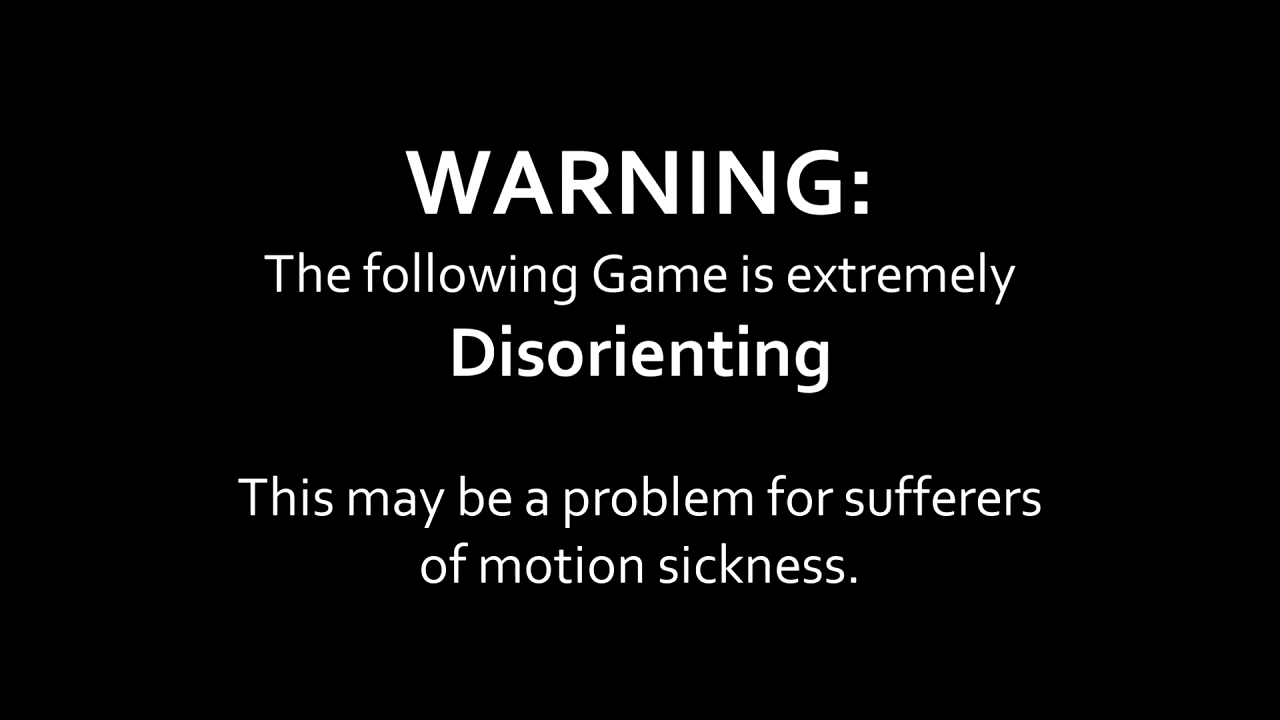 WARNING:
The following Game is extremely
Disorienting
This may be a problem for sufferers
of motion sickness.